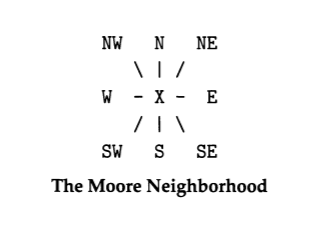 NW N NE
\ | /
W - X - E
/ | \
SW S SE
The Moore Neighborhood